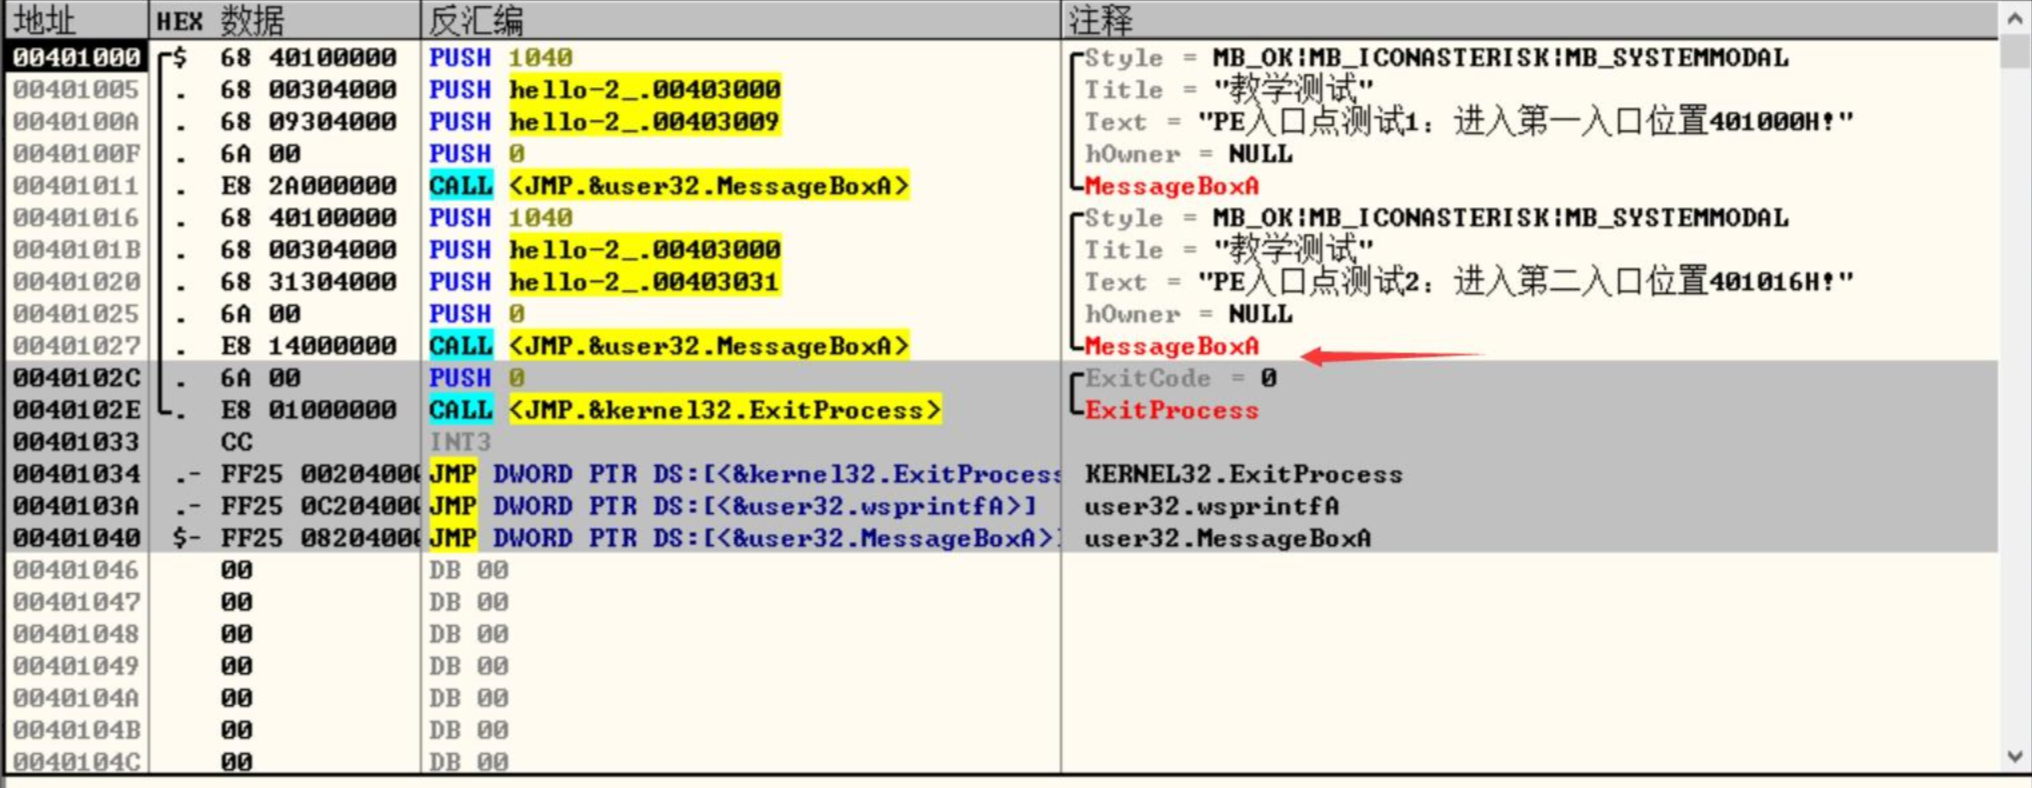 地址 HEX 数据 反汇编 注释
00401000 $ 68 40100000 PUSH 1040 Style = MB_OK|MB_ICONASTERISK|MB_SYSTEMMODAL
00401005 . 68 00304000 PUSH hello-2_.00403000 Title = "教学测试"
0040100A . 68 09304000 PUSH hello-2_.00403009 Text = "PE入口点测试1：进入第一入口位置401000H!"
0040100F . 6A 00 PUSH 0 hOwner = NULL
00401011 . E8 2A000000 CALL <JMP.&user32.MessageBoxA> MessageBoxA
00401016 . 68 40100000 PUSH 1040 Style = MB_OK|MB_ICONASTERISK|MB_SYSTEMMODAL
0040101B . 68 00304000 PUSH hello-2_.00403000 Title = "教学测试"
00401020 . 68 31304000 PUSH hello-2_.00403031 Text = "PE入口点测试2：进入第二入口位置401016H!"
00401025 . 6A 00 PUSH 0 hOwner = NULL
00401027 . E8 14000000 CALL <JMP.&user32.MessageBoxA> MessageBoxA
0040102C . 6A 00 PUSH 0 ExitCode = 0
0040102E . E8 01000000 CALL <JMP.&kernel32.ExitProcess> ExitProcess
00401033 CC INT3
00401034 .- FF25 0020400 JMP DWORD PTR DS:[<&kernel32.ExitProcess KERNEL32.ExitProcess
0040103A .- FF25 0C20400 JMP DWORD PTR DS:[<&user32.wsprintfA>] user32.wsprintfA
00401040 $- FF25 0820400 JMP DWORD PTR DS:[<&user32.MessageBoxA>] user32.MessageBoxA
00401046 00 DB 00
00401047 00 DB 00
00401048 00 DB 00
00401049 00 DB 00
0040104A 00 DB 00
0040104B 00 DB 00
0040104C 00 DB 00